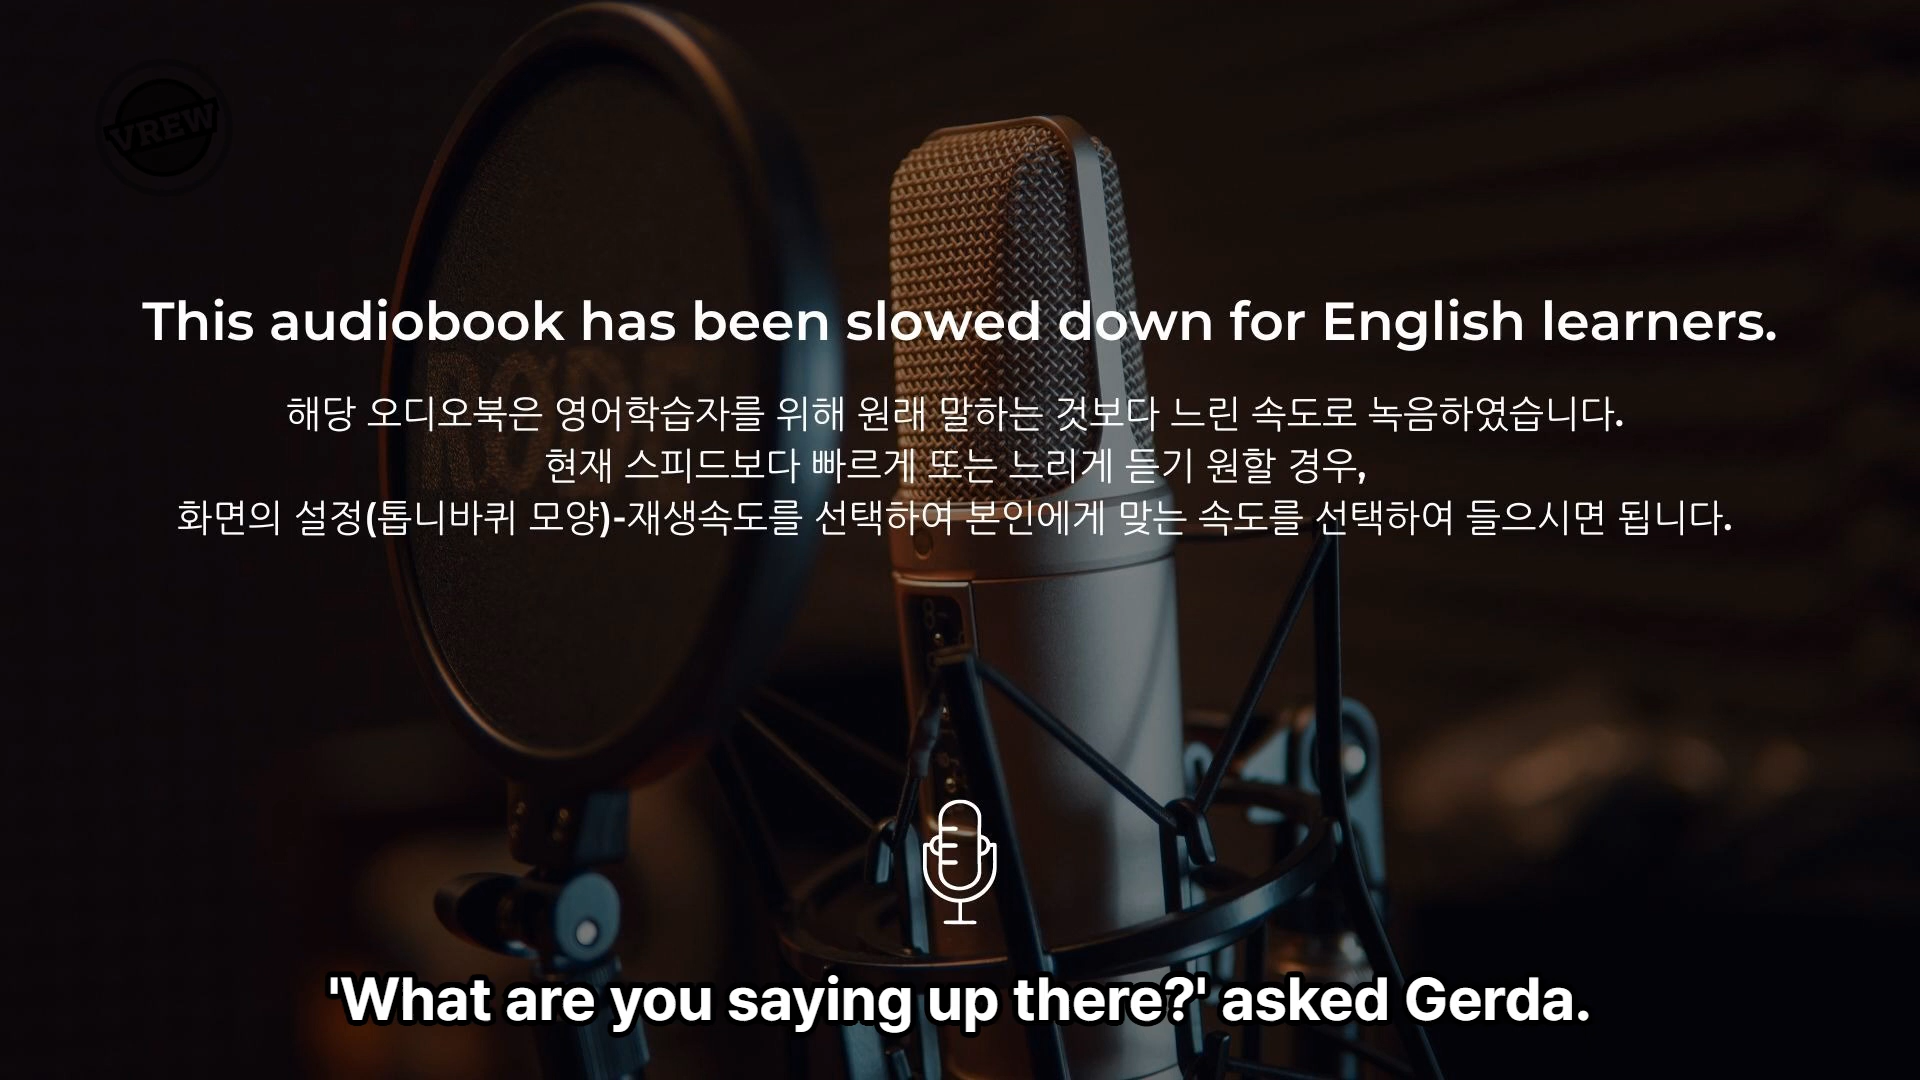 VREW
This audiobook has been slowed down for English learners.
해당 오디오북은 영어학습자를 위해 원래 말하는 것보다 느린 속도로 녹음하였습니다.
현재 스피드보다 빠르게 또는 느리게 듣기 원할 경우,
화면의 설정(톱니바퀴 모양)-재생속도를 선택하여 본인에게 맞는 속도를 선택하여 들으시면 됩니다.
'What are you saying up there?' asked Gerda.